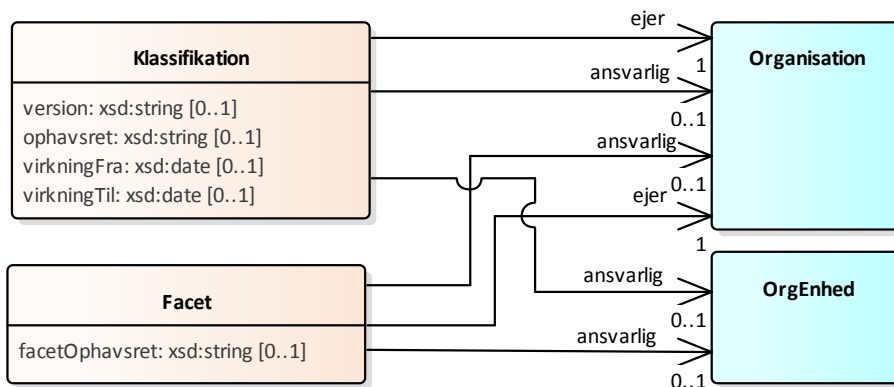 Klassifikation
version: xsd:string [0..1]
ophavsret: xsd:string [0..1]
virkningFra: xsd:date [0..1]
virkningTil: xsd:date [0..1]
Facet
facetOphavsret: xsd:string [0..1]
ejer
1
ansvarlig
0..1
ansvarlig
0..1
ejer
1
ansvarlig
0..1
ansvarlig
0..1
Organisation
OrgEnhed